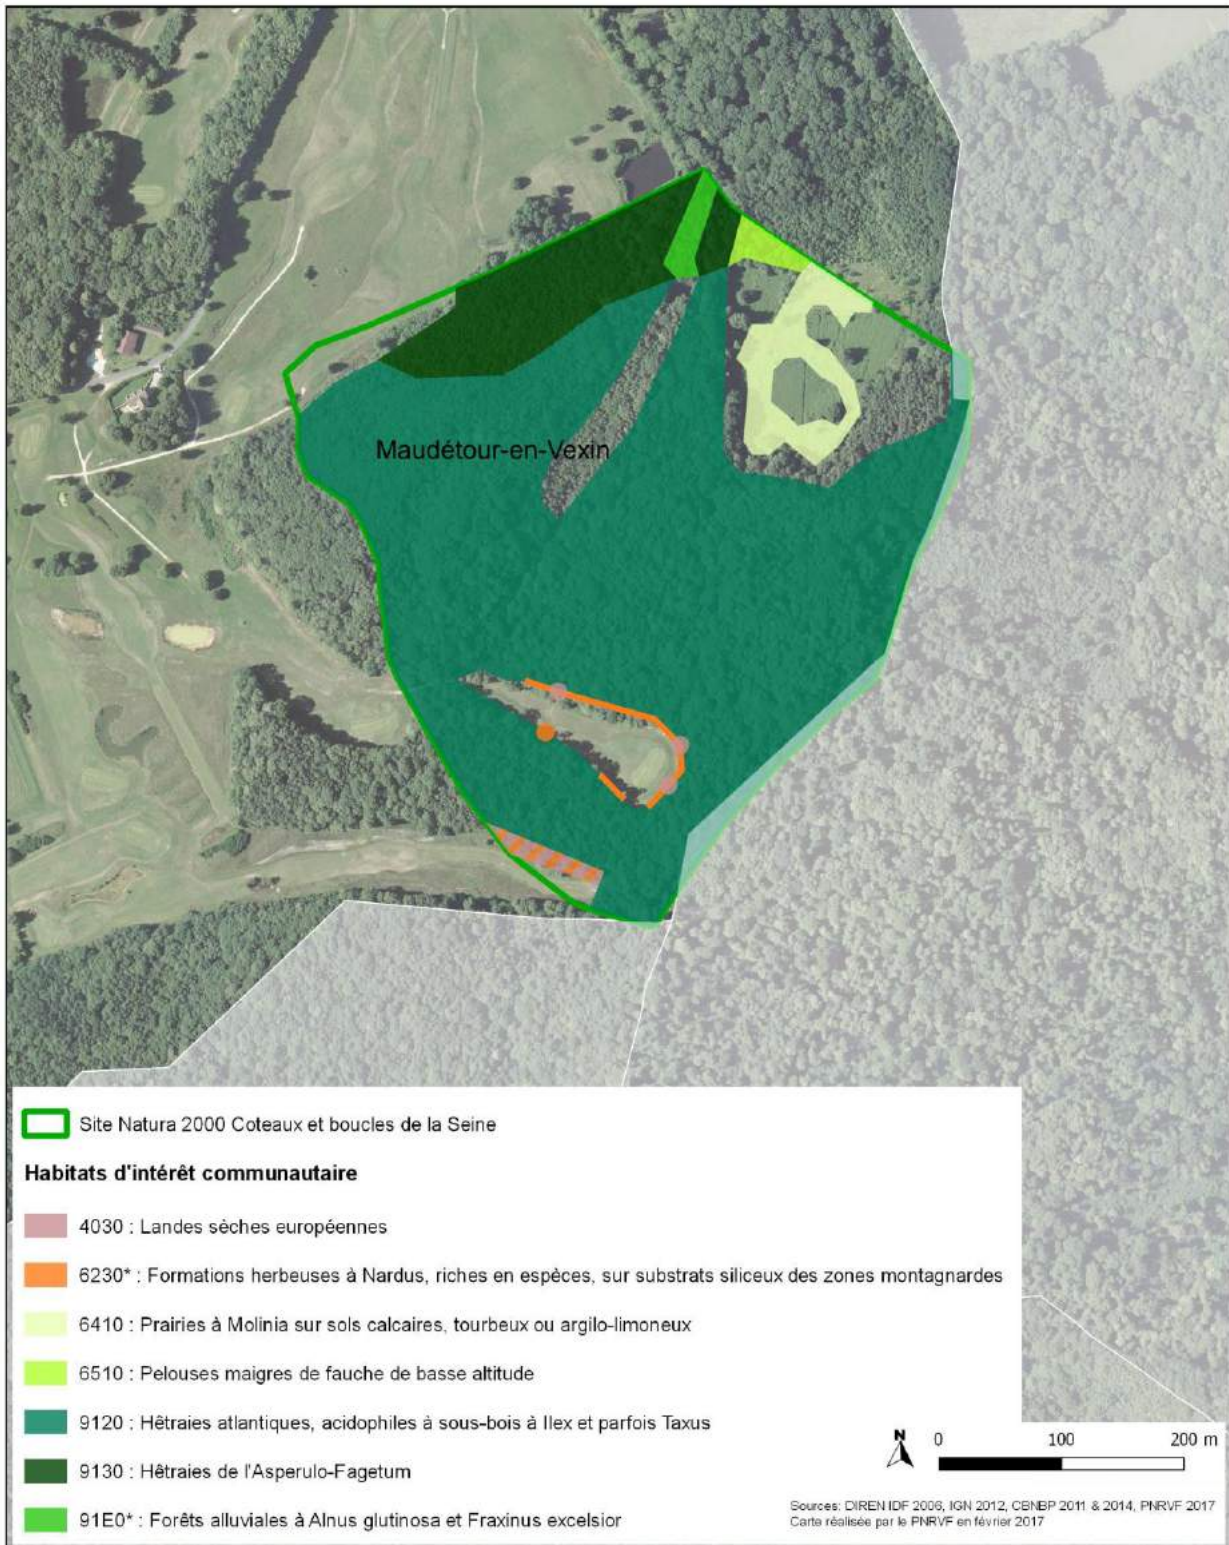 Maudétour-en-Vexin
Site Natura 2000 Coteaux et boucles de la Seine
Habitats d'intérêt communautaire
4030 : Landes sèches européennes
6230* : Formations herbeuses à Nardus, riches en espèces, sur substrats siliceux des zones montagnardes
6410 : Prairies à Molinia sur sols calcaires, tourbeux ou argilo-limoneux
6510 : Pelouses maigres de fauche de basse altitude
9120 : Hêtraies atlantiques, acidophiles à sous-bois à Ilex et parfois Taxus
9130 : Hêtraies de l'Asperulo-Fagetum
91E0* : Forêts alluviales à Alnus glutinosa et Fraxinus excelsior
N
0 100 200 m
Sources: DIREN IDF 2006, IGN 2012, CBNBP 2011 & 2014, PNRVF 2017
Carte réalisée par le PNRVF en février 2017